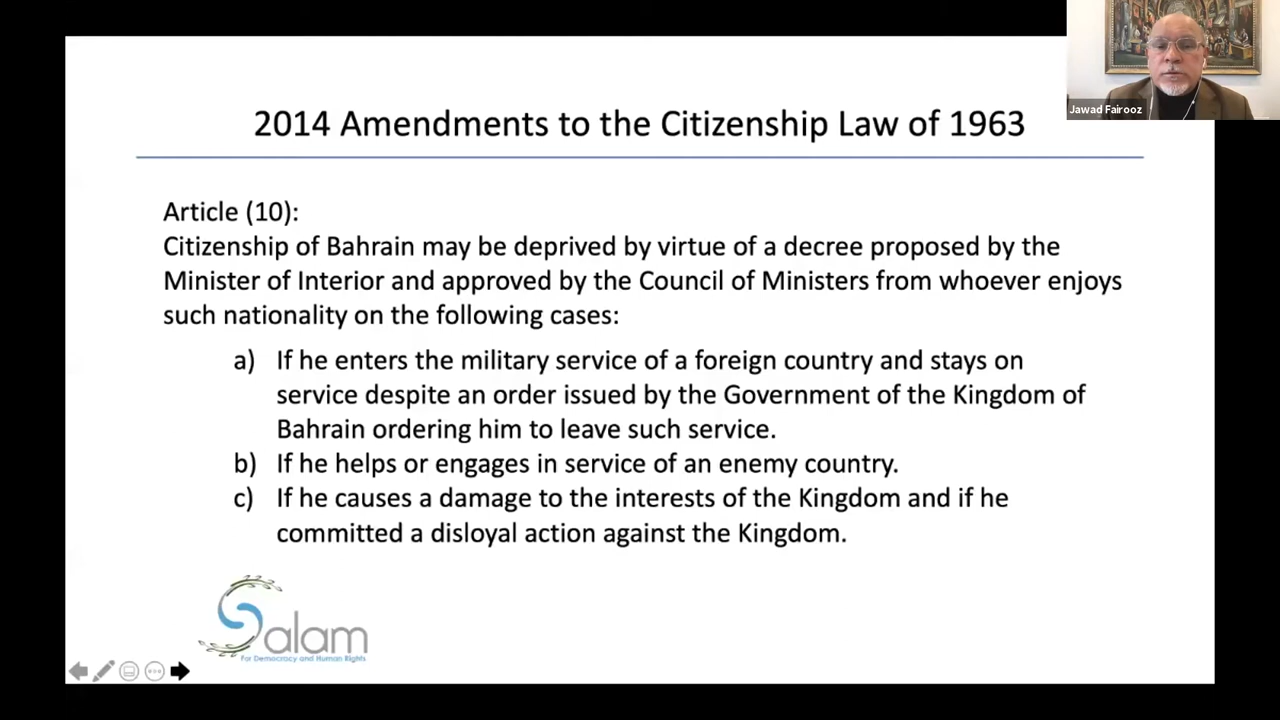 Jawad Fairooz
2014 Amendments to the Citizenship Law of 1963
Article (10):
Citizenship of Bahrain may be deprived by virtue of a decree proposed by the
Minister of Interior and approved by the Council of Ministers from whoever enjoys
such nationality on the following cases:
a) If he enters the military service of a foreign country and stays on
service despite an order issued by the Government of the Kingdom of
Bahrain ordering him to leave such service.
b) If he helps or engages in service of an enemy country.
c) If he causes a damage to the interests of the Kingdom and if he
committed a disloyal action against the Kingdom.
Salam
For Democracy and Human Rights